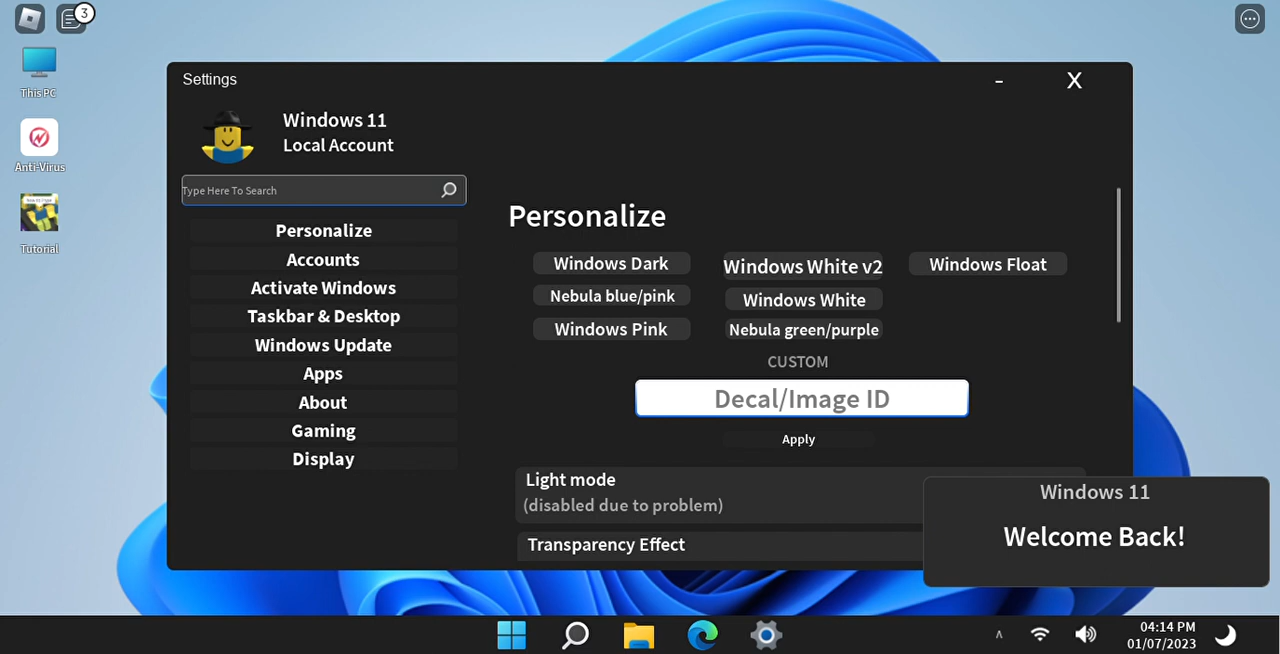 3
This PC
Anti-Virus
Tutorial
Settings
-
X
Windows 11
Local Account
Type Here To Search
Personalize
Accounts
Activate Windows
Taskbar & Desktop
Windows Update
Apps
About
Gaming
Display
Personalize
Windows Dark
Windows White v2
Windows Float
Nebula blue/pink
Windows White
Windows Pink
Nebula green/purple
CUSTOM
Decal/Image ID
Apply
Light mode
(disabled due to problem)
Transparency Effect
Windows 11
Welcome Back!
04:14 PM
01/07/2023